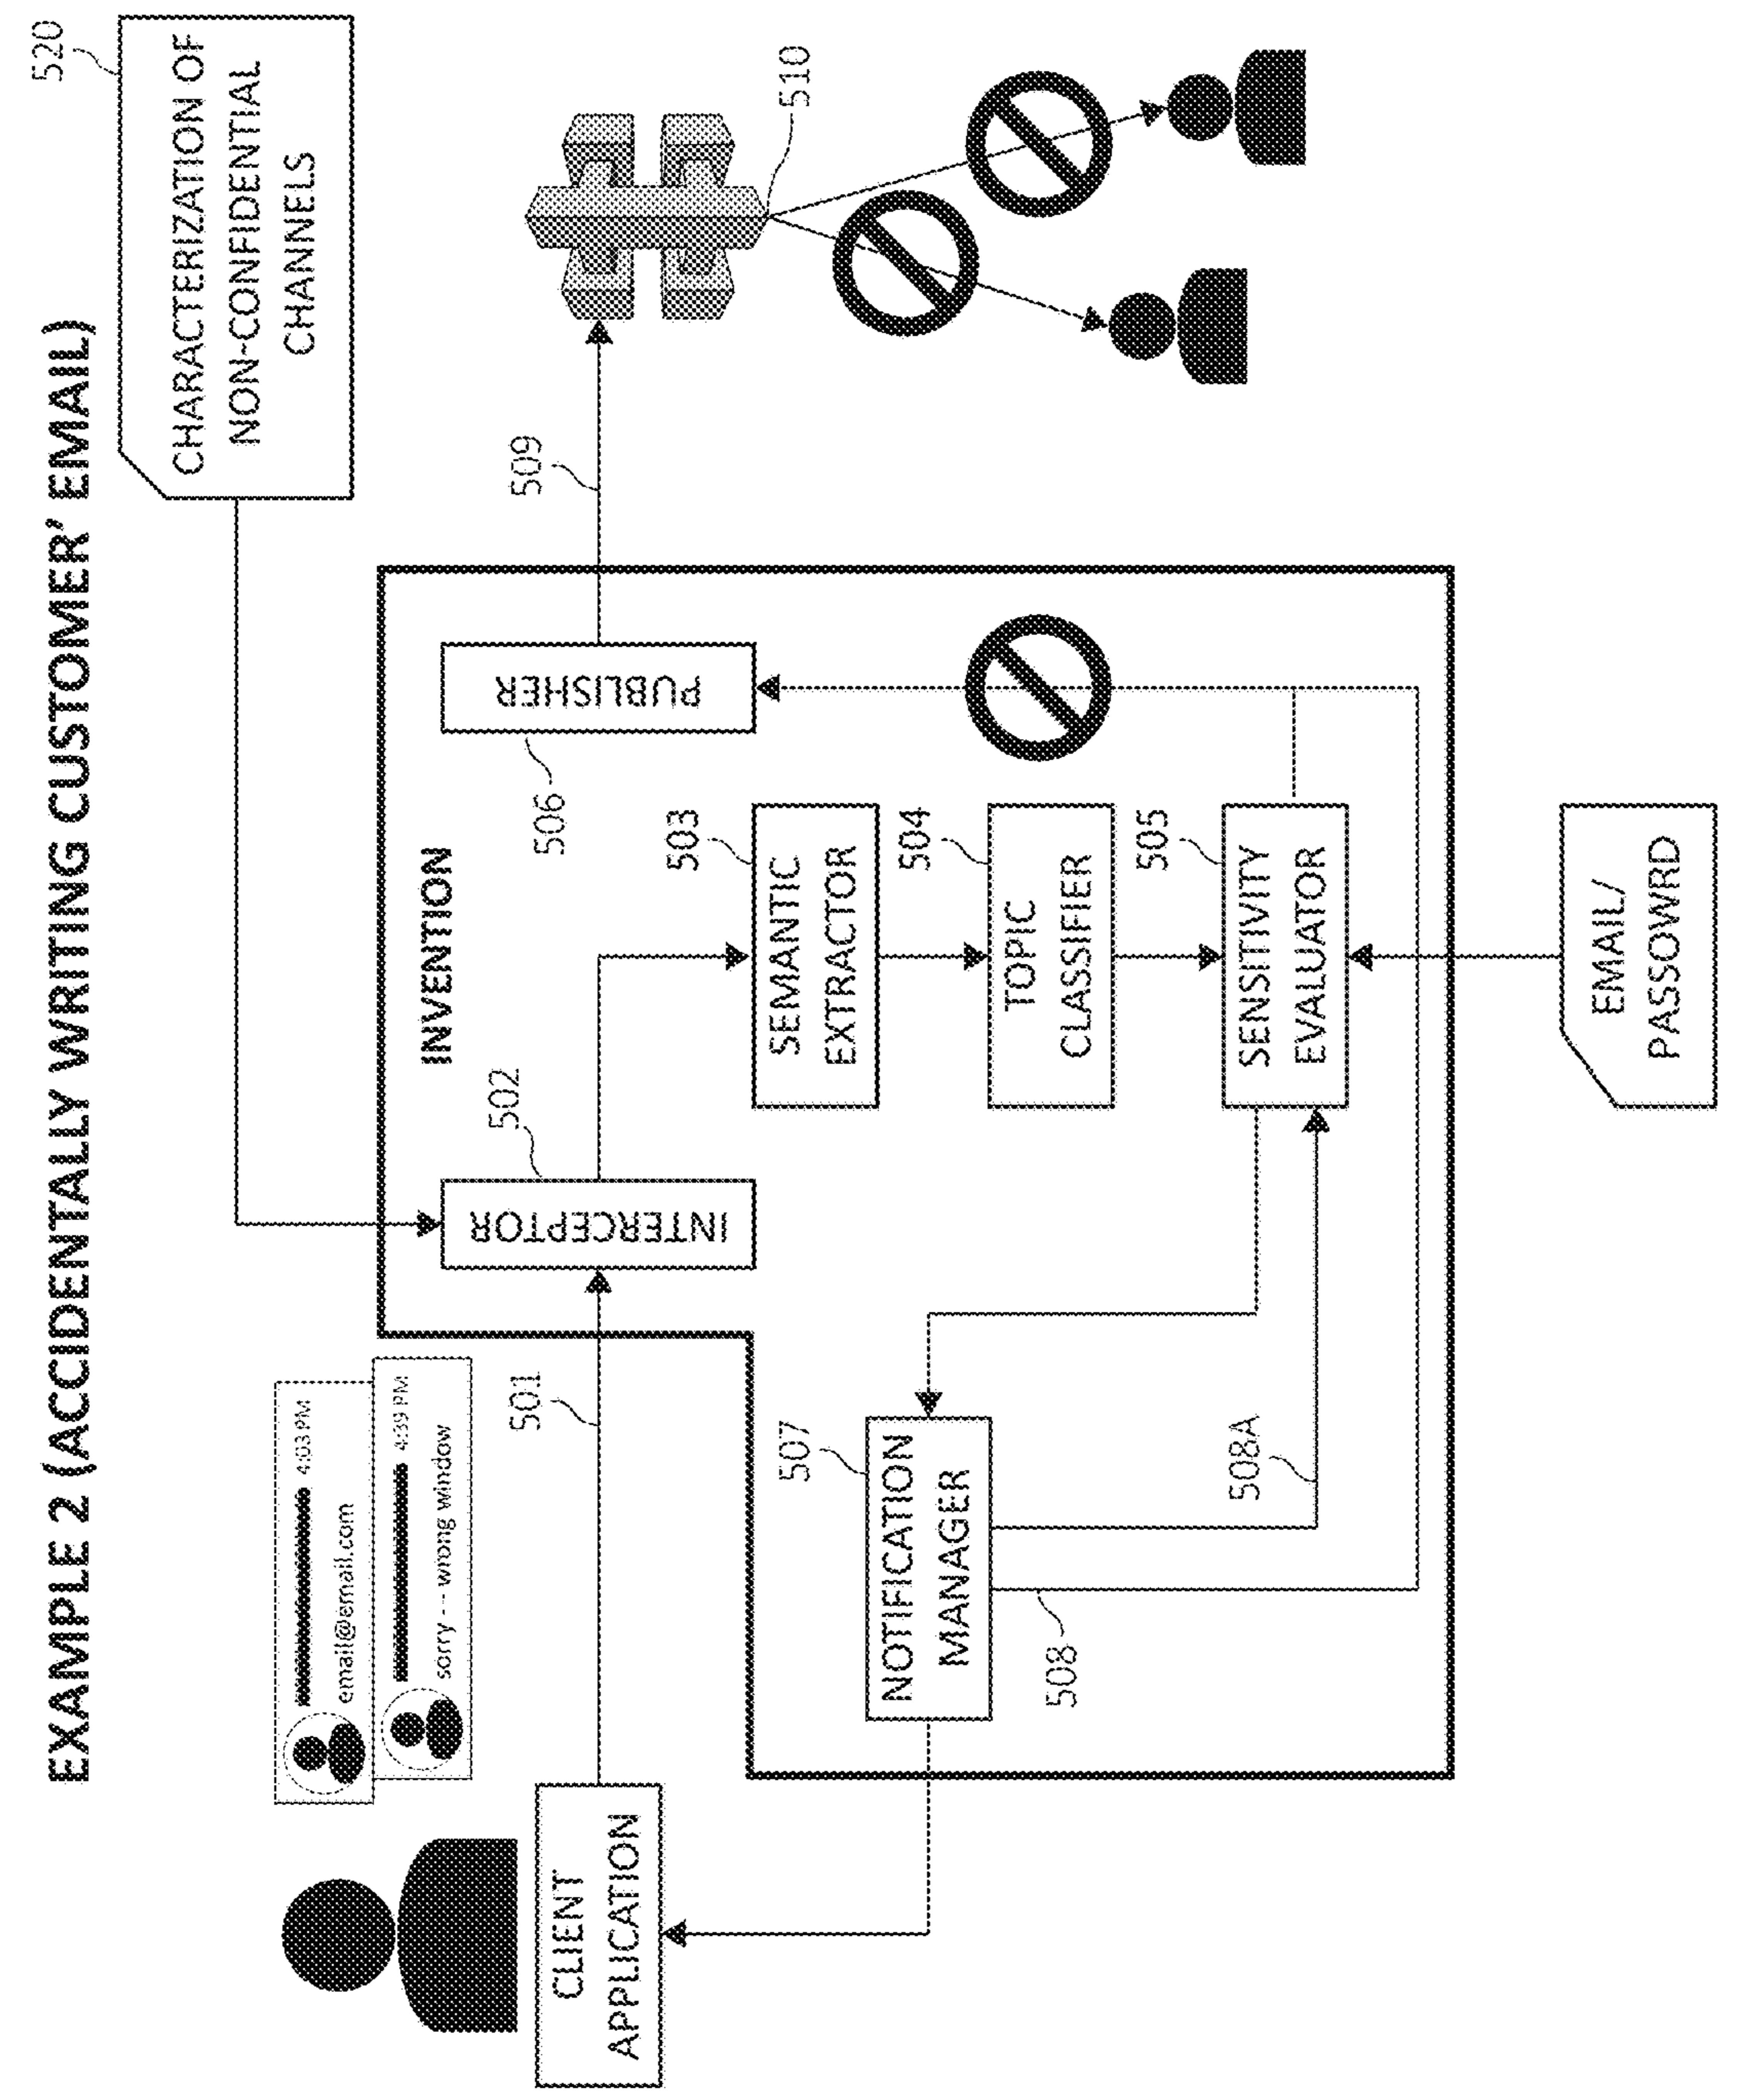 EXAMPLE 2 (ACCIDENTALLY WRITING CUSTOMER' EMAIL)
520
CHARACTERIZATION OF
NON-CONFIDENTIAL
CHANNELS
4:03 PM
email@email.com
4:39 PM
sorry --- wrong window
CLIENT
APPLICATION
501
INVENTION
502
INTERCEPTOR
506
PUBLISHER
509
510
503
SEMANTIC
EXTRACTOR
504
TOPIC
CLASSIFIER
505
SENSITIVITY
EVALUATOR
507
NOTIFICATION
MANAGER
508
508A
EMAIL/
PASSOWRD